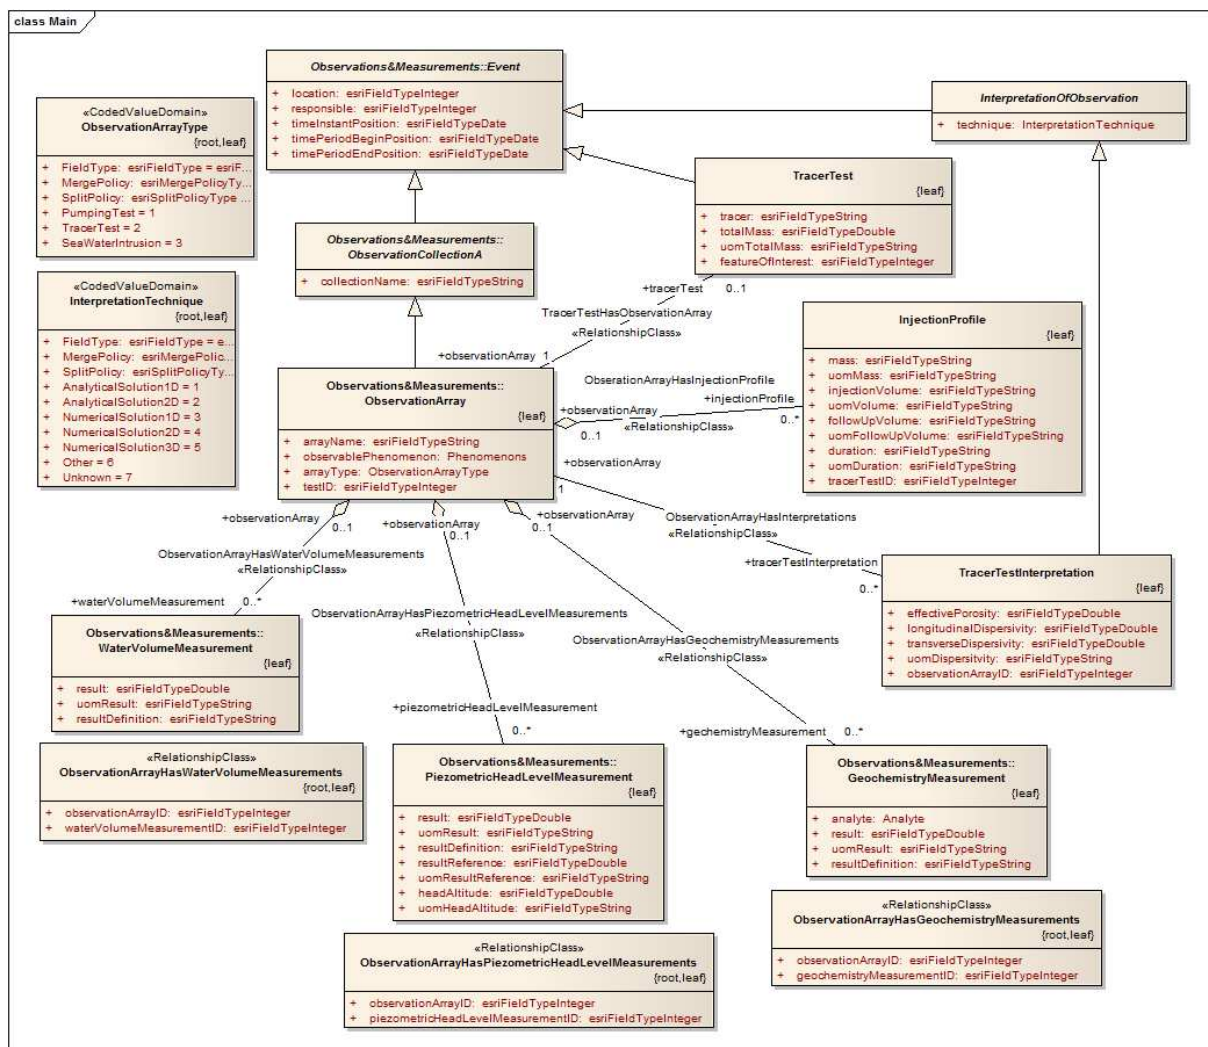 class Main
Observations&Measurements::Event
+ location: esriFieldTypeInteger
+ responsible: esriFieldTypeInteger
+ timeInstantPosition: esriFieldTypeDate
+ timePeriodBeginPosition: esriFieldTypeDate
+ timePeriodEndPosition: esriFieldTypeDate
InterpretationOfObservation
+ technique: InterpretationTechnique
«CodedValueDomain»
ObservationArrayType
{root,leaf}
+ FieldType: esriFieldType = esriF...
+ MergePolicy: esriMergePolicyTy...
+ SplitPolicy: esriSplitPolicyType ...
+ PumpingTest = 1
+ TracerTest = 2
+ SeaWaterIntrusion = 3
TracerTest
{leaf}
+ tracer: esriFieldTypeString
+ totalMass: esriFieldTypeDouble
+ uomTotalMass: esriFieldTypeString
+ featureOfInterest: esriFieldTypeInteger
Observations&Measurements::
ObservationCollectionA
+ collectionName: esriFieldTypeString
«CodedValueDomain»
InterpretationTechnique
{root,leaf}
+ FieldType: esriFieldType = e...
+ MergePolicy: esriMergePolic...
+ SplitPolicy: esriSplitPolicyTy...
+ AnalyticalSolution1D = 1
+ AnalyticalSolution2D = 2
+ NumericalSolution1D = 3
+ NumericalSolution2D = 4
+ NumericalSolution3D = 5
+ Other = 6
+ Unknown = 7
+tracerTest 0..1
TracerTestHasObservationArray
«RelationshipClass»
+observationArray 1
InjectionProfile
{leaf}
+ mass: esriFieldTypeString
+ uomMass: esriFieldTypeString
+ injectionVolume: esriFieldTypeString
+ uomVolume: esriFieldTypeString
+ followUpVolume: esriFieldTypeString
+ uomFollowUpVolume: esriFieldTypeString
+ duration: esriFieldTypeString
+ uomDuration: esriFieldTypeString
+ tracerTestID: esriFieldTypeInteger
Observations&Measurements::
ObservationArray
{leaf}
+ arrayName: esriFieldTypeString
+ observablePhenomenon: Phenomenons
+ arrayType: ObservationArrayType
+ testID: esriFieldTypeInteger
ObserationArrayHasInjectionProfile
+injectionProfile
+observationArray
0..1
«RelationshipClass»
0..*
+observationArray
1
ObservationArrayHasInterpretations
«RelationshipClass»
+tracerTestInterpretation
0..*
+observationArray
0..1
+observationArray
0..1
+observationArray
0..1
ObservationArrayHasWaterVolumeMeasurements
«RelationshipClass»
+waterVolumeMeasurement 0..*
TracerTestInterpretation
{leaf}
+ effectivePorosity: esriFieldTypeDouble
+ longitudinalDispersivity: esriFieldTypeDouble
+ transverseDispersivity: esriFieldTypeDouble
+ uomDispersitvity: esriFieldTypeString
+ observationArrayID: esriFieldTypeInteger
ObservationArrayHasPiezometricHeadLevelMeasurements
«RelationshipClass»
ObservationArrayHasGeochemistryMeasurements
«RelationshipClass»
Observations&Measurements::
WaterVolumeMeasurement
{leaf}
+ result: esriFieldTypeDouble
+ uomResult: esriFieldTypeString
+ resultDefinition: esriFieldTypeString
+piezometricHeadLevelMeasurement
0..*
+gechemistryMeasurement 0..*
«RelationshipClass»
ObservationArrayHasWaterVolumeMeasurements
{root,leaf}
+ observationArrayID: esriFieldTypeInteger
+ waterVolumeMeasurementID: esriFieldTypeInteger
Observations&Measurements::
PiezometricHeadLevelMeasurement
{leaf}
+ result: esriFieldTypeDouble
+ uomResult: esriFieldTypeString
+ resultDefinition: esriFieldTypeString
+ resultReference: esriFieldTypeDouble
+ uomResultReference: esriFieldTypeString
+ headAltitude: esriFieldTypeDouble
+ uomHeadAltitude: esriFieldTypeString
Observations&Measurements::
GeochemistryMeasurement
{leaf}
+ analyte: Analyte
+ result: esriFieldTypeDouble
+ uomResult: esriFieldTypeString
+ resultDefinition: esriFieldTypeString
«RelationshipClass»
ObservationArrayHasGeochemistryMeasurements
{root,leaf}
+ observationArrayID: esriFieldTypeInteger
+ geochemistryMeasurementID: esriFieldTypeInteger
«RelationshipClass»
ObservationArrayHasPiezometricHeadLevelMeasurements
{root,leaf}
+ observationArrayID: esriFieldTypeInteger
+ piezometricHeadLevelMeasurementID: esriFieldTypeInteger